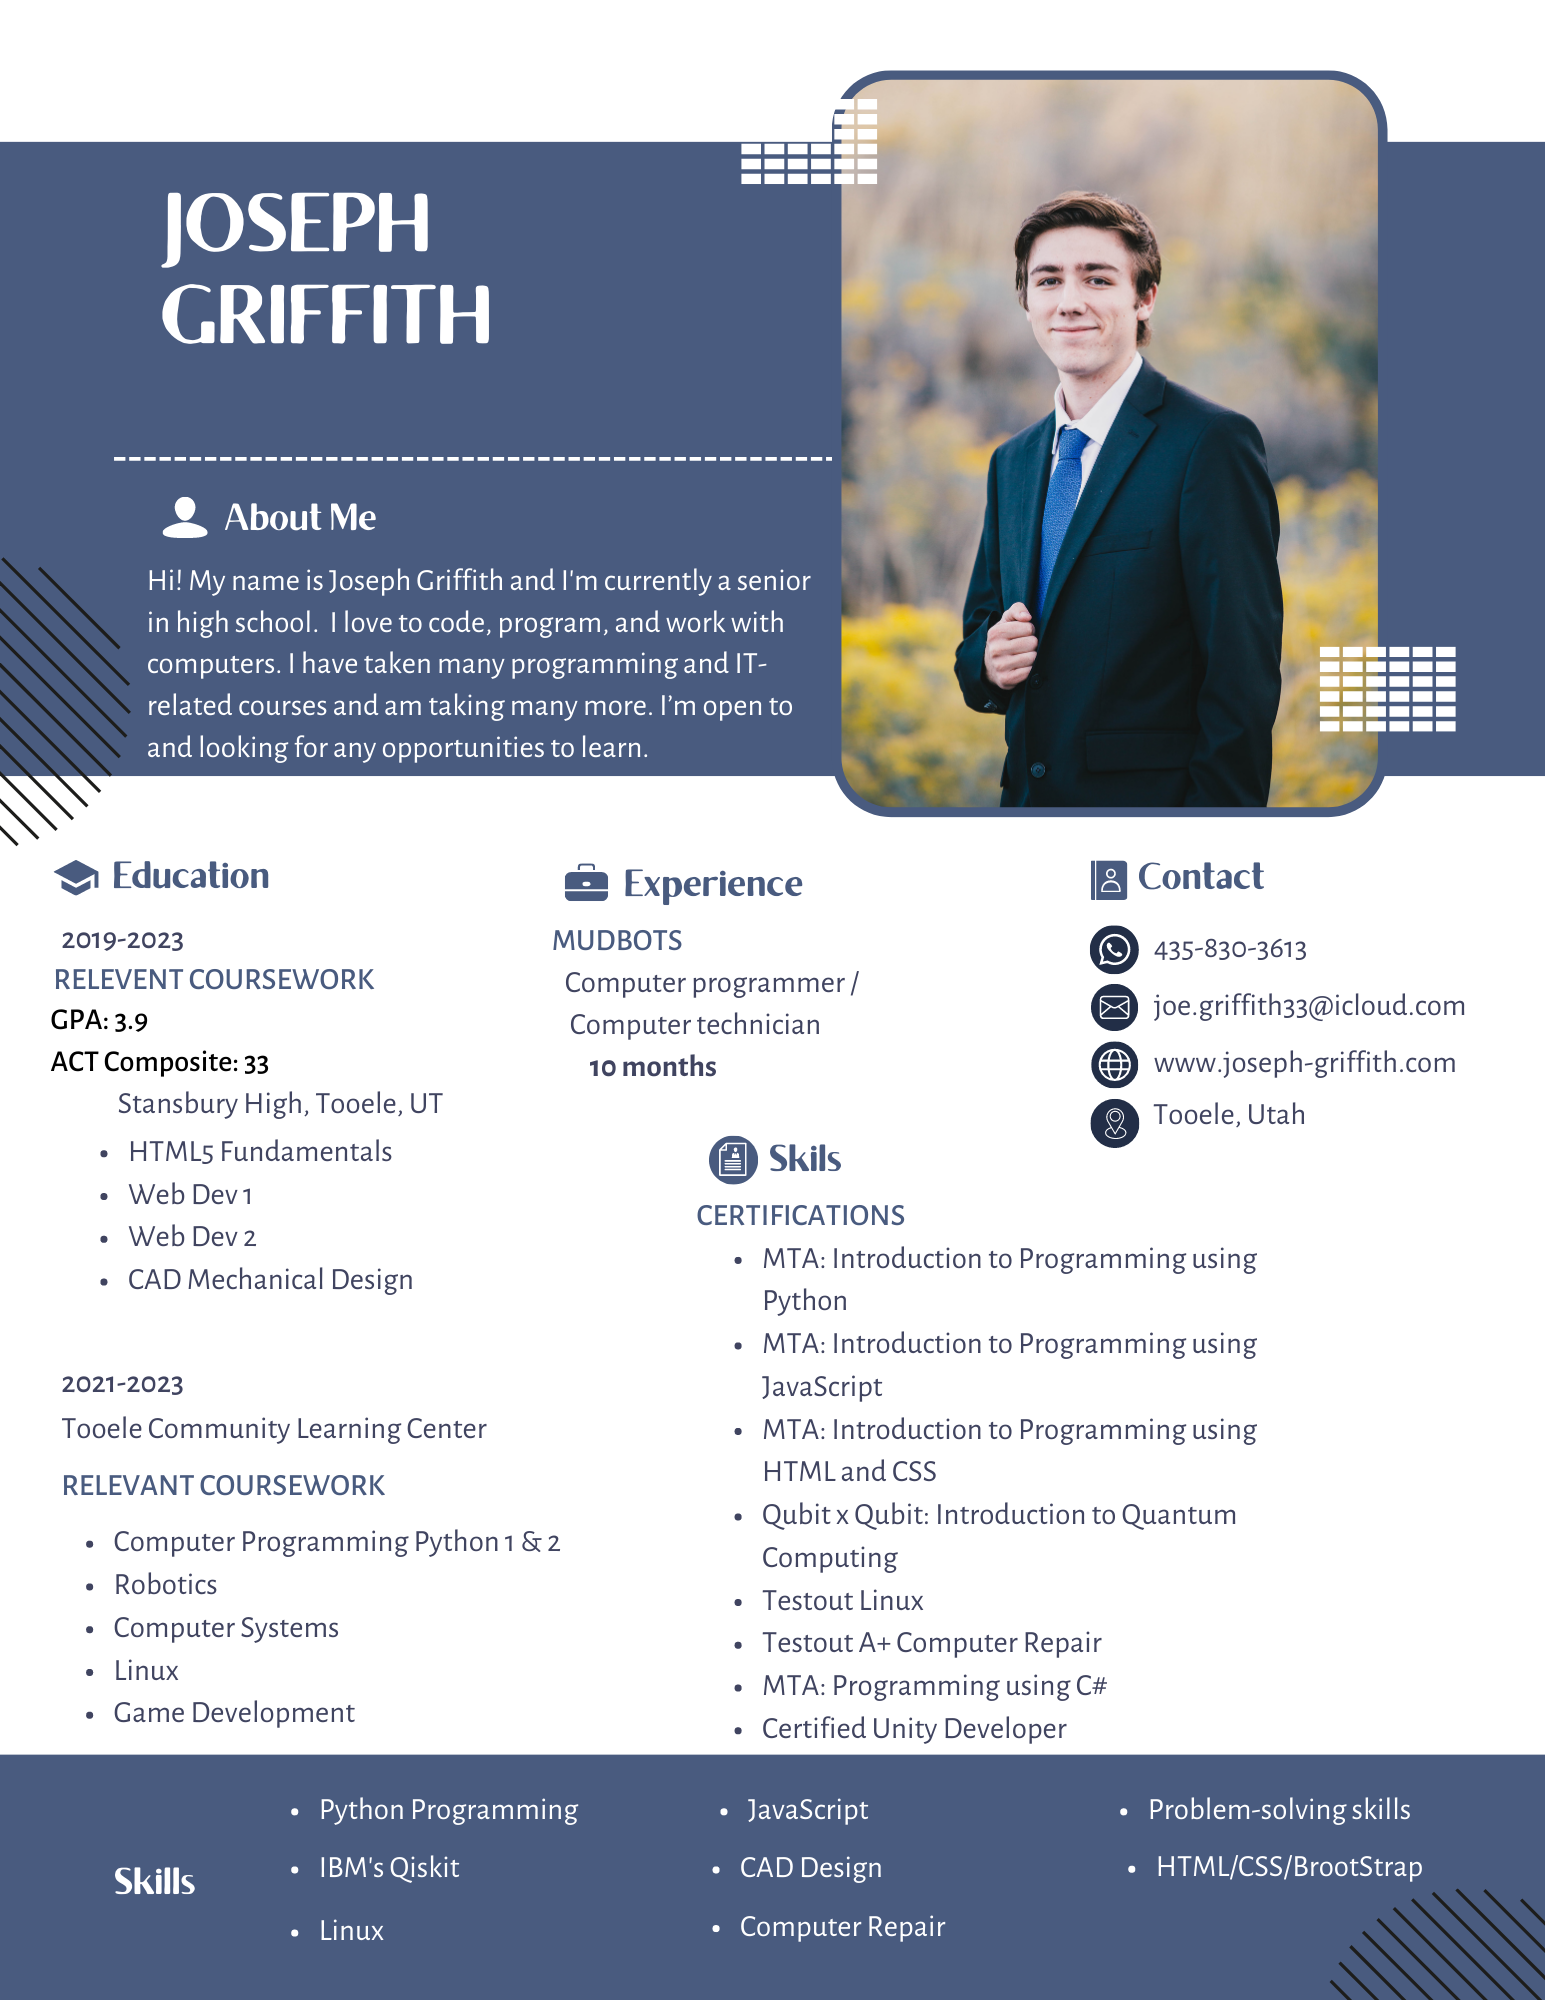 JOSEPH
GRIFFITH
About Me
Hi! My name is Joseph Griffith and I'm currently a senior
in high school.  I love to code, program, and work with
computers. I have taken many programming and IT-
related courses and am taking many more. I’m open to
and looking for any opportunities to learn.
Education
2019-2023
RELEVENT COURSEWORK
GPA: 3.9
ACT Composite: 33
Stansbury High, Tooele, UT
• HTML5 Fundamentals
• Web Dev 1
• Web Dev 2
• CAD Mechanical Design
2021-2023
Tooele Community Learning Center
RELEVANT COURSEWORK
• Computer Programming Python 1 & 2
• Robotics
• Computer Systems
• Linux
• Game Development
Experience
MUDBOTS
Computer programmer /
Computer technician
10 months
Contact
435-830-3613
joe.griffith33@icloud.com
www.joseph-griffith.com
Tooele, Utah
Skils
CERTIFICATIONS
• MTA: Introduction to Programming using
Python
• MTA: Introduction to Programming using
JavaScript
• MTA: Introduction to Programming using
HTML and CSS
• Qubit x Qubit: Introduction to Quantum
Computing
• Testout Linux
• Testout A+ Computer Repair
• MTA: Programming using C#
• Certified Unity Developer
Skills
• Python Programming
• IBM's Qiskit
• Linux
• JavaScript
• CAD Design
• Computer Repair
• Problem-solving skills
• HTML/CSS/BrootStrap